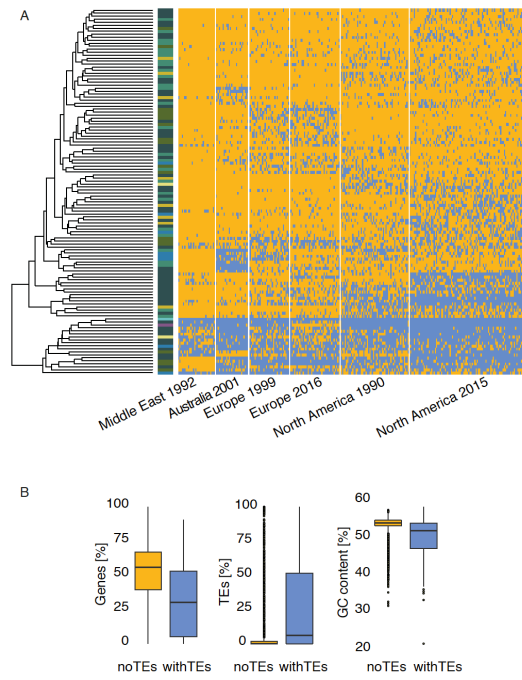 A
Middle East 1992
Australia 2001
Europe 1999
Europe 2016
North America 1990
North America 2015
B
Genes [%]
100
75
50
25
0
noTEs withTEs
TEs [%]
100
75
50
25
0
noTEs withTEs
GC content [%]
60
50
40
30
20
noTEs withTEs